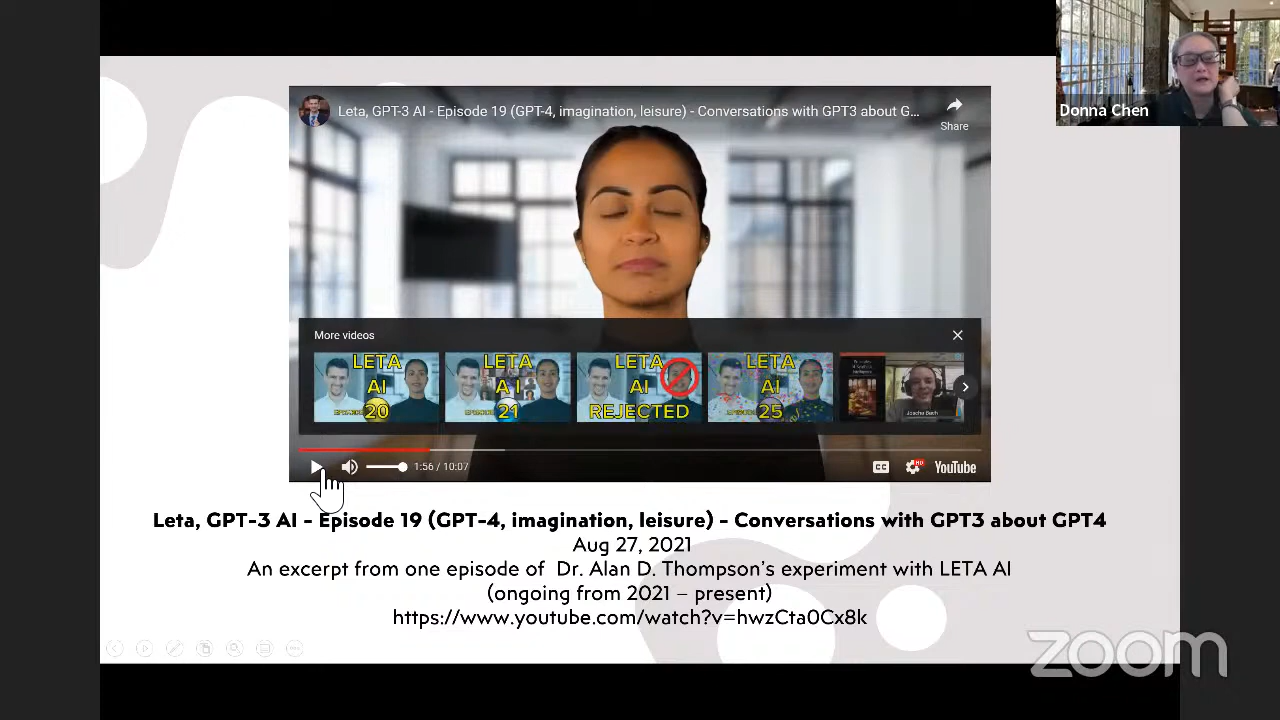 Donna Chen
Leta, GPT-3 AI - Episode 19 (GPT-4, imagination, leisure) - Conversations with GPT3 about G...
Share
More videos
LETA AI 20
LETA AI 21
LETA AI REJECTED
LETA AI 25
Joscha Bach
1:56 / 10:07
CC
HD
YouTube
Leta, GPT-3 AI - Episode 19 (GPT-4, imagination, leisure) - Conversations with GPT3 about GPT4
Aug 27, 2021
An excerpt from one episode of Dr. Alan D. Thompson’s experiment with LETA AI
(ongoing from 2021 – present)
https://www.youtube.com/watch?v=hwzCta0Cx8k
zoom